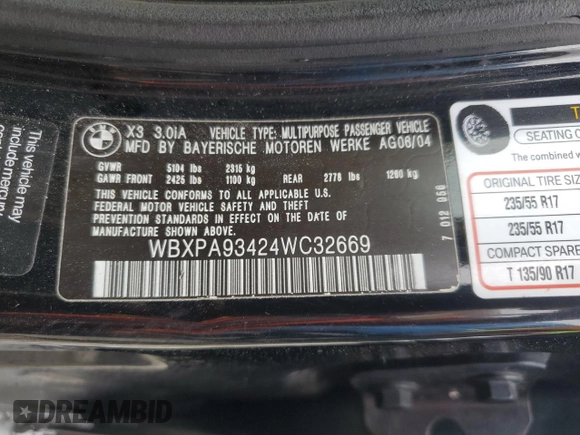 BMW
X3 3.0iA VEHICLE TYPE: MULTIPURPOSE PASSENGER VEHICLE
MFD BY BAYERISCHE MOTOREN WERKE AG 06/04
GVWR 5104 lbs 2315 kg
GAWR FRONT 2425 lbs 1100 kg REAR 2778 lbs 1260 kg
THIS VEHICLE CONFORMS TO ALL APPLICABLE U.S.
FEDERAL MOTOR VEHICLE SAFETY AND THEFT
PREVENTION STANDARDS IN EFFECT ON THE DATE OF
MANUFACTURE SHOWN ABOVE.
WBXPA93424WC32669
7 012 050
This vehicle may
include mercur
SEATING C
The combined w
ORIGINAL TIRE SIZ
235/55 R17
235/55 R17
COMPACT SPARE
T 135/90 R17
DREAMBID